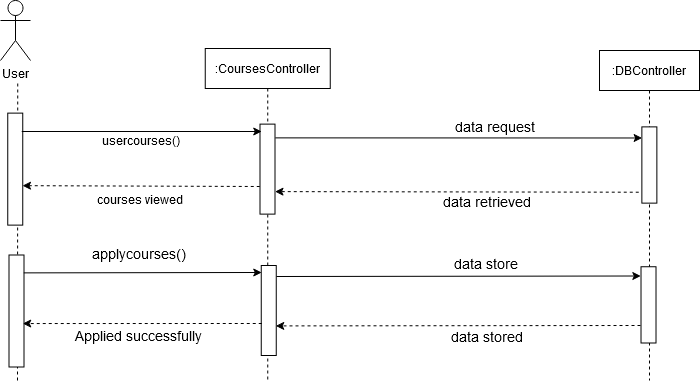 User
:CoursesController
:DBController
usercourses()
data request
courses viewed
data retrieved
applycourses()
data store
Applied successfully
data stored